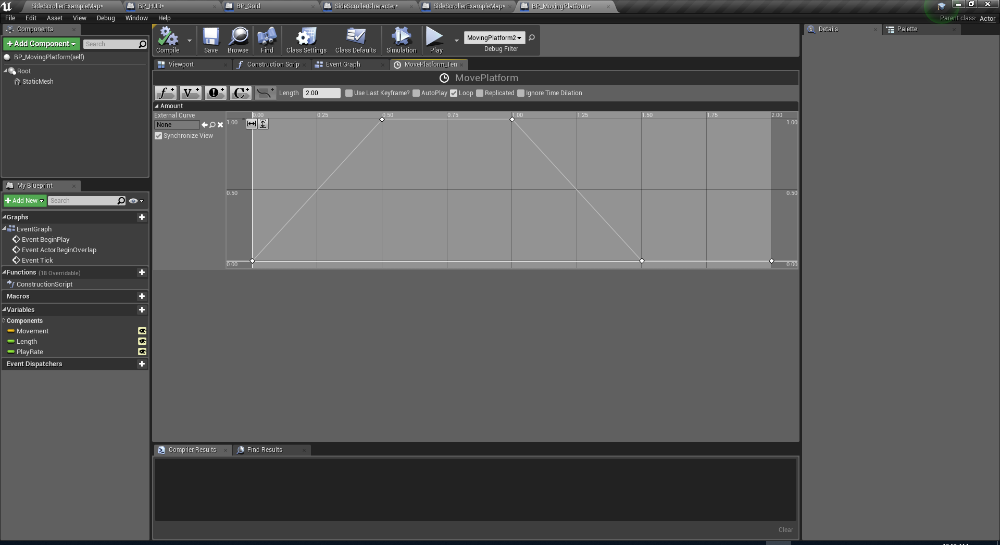 SideScrollerExampleMap*
BP_HUD*
BP_Gold
SideScrollerCharacter*
SideScrollerExampleMap*
BP_MovingPlatform*
File Edit Asset View Debug Window Help
Parent class: Actor
Components
+ Add Component
Search
BP_MovingPlatform(self)
Root
StaticMesh
Compile
Save
Browse
Find
Class Settings
Class Defaults
Simulation
Play
MovingPlatform2
Debug Filter
Details
Palette
Viewport
Construction Scrip
Event Graph
MovePlatform_Tem
MovePlatform
f+ V+ !+ C+ +
Length 2.00 Use Last Keyframe? AutoPlay Loop Replicated Ignore Time Dilation
Amount
External Curve
None
Synchronize View
0.00 0.25 0.50 0.75 1.00 1.25 1.50 1.75 2.00
1.00 1.00
0.50 0.50
0.00 0.00
My Blueprint
+ Add New
Search
Graphs
EventGraph
Event BeginPlay
Event ActorBeginOverlap
Event Tick
Functions (18 Overridable)
ConstructionScript
Macros
Variables
Components
Movement
Length
PlayRate
Event Dispatchers
Compiler Results
Find Results
Clear